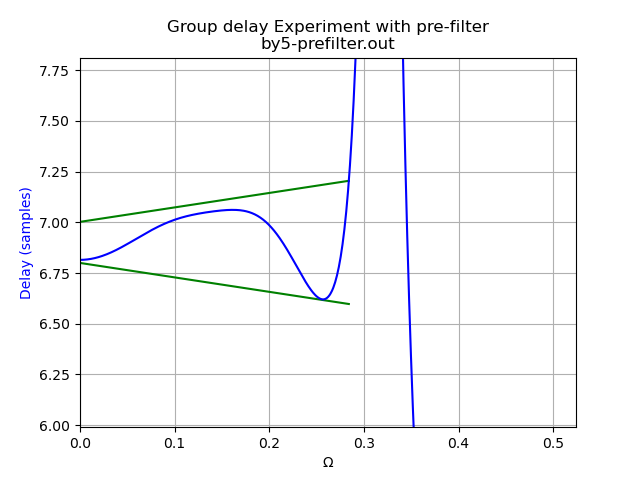 Group delay Experiment with pre-filter
by5-prefilter.out
7.75
7.50
7.25
7.00
6.75
6.50
6.25
6.00
Delay (samples)
0.0 0.1 0.2 0.3 0.4 0.5
Ω